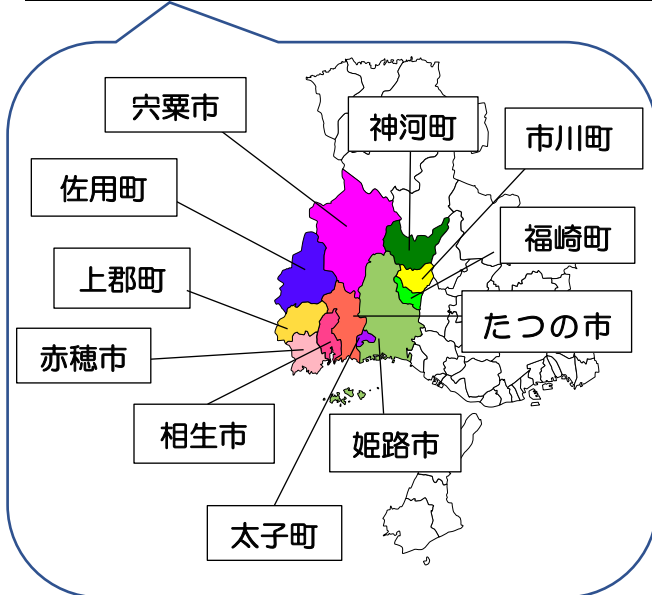 宍粟市
神河町
市川町
佐用町
福崎町
上郡町
たつの市
赤穂市
相生市
姫路市
太子町